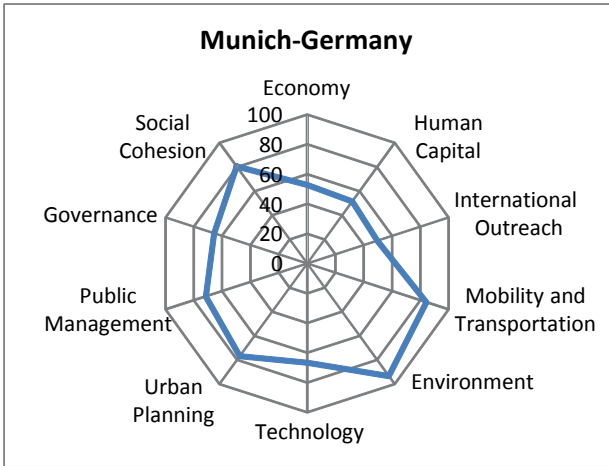 Munich-Germany
Economy
Human
Capital
International
Outreach
Mobility and
Transportation
Environment
Technology
Urban
Planning
Public
Management
Governance
Social
Cohesion
100
80
60
40
20
0